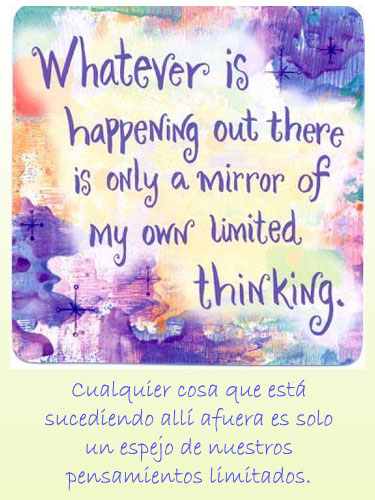 Whatever is
happening out there
is only a mirror of
my own limited
thinking.
Cualquier cosa que está
sucediendo allí afuera es solo
un espejo de nuestros
pensamientos limitados.